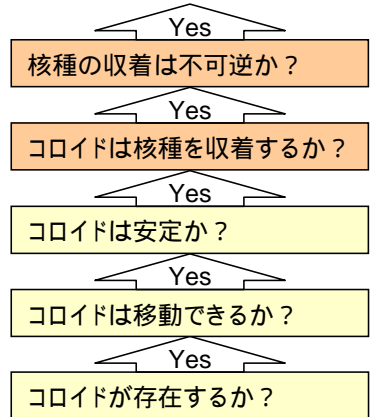 Yes
核種の収着は不可逆か？
Yes
コロイドは核種を収着するか？
Yes
コロイドは安定か？
Yes
コロイドは移動できるか？
Yes
コロイドが存在するか？